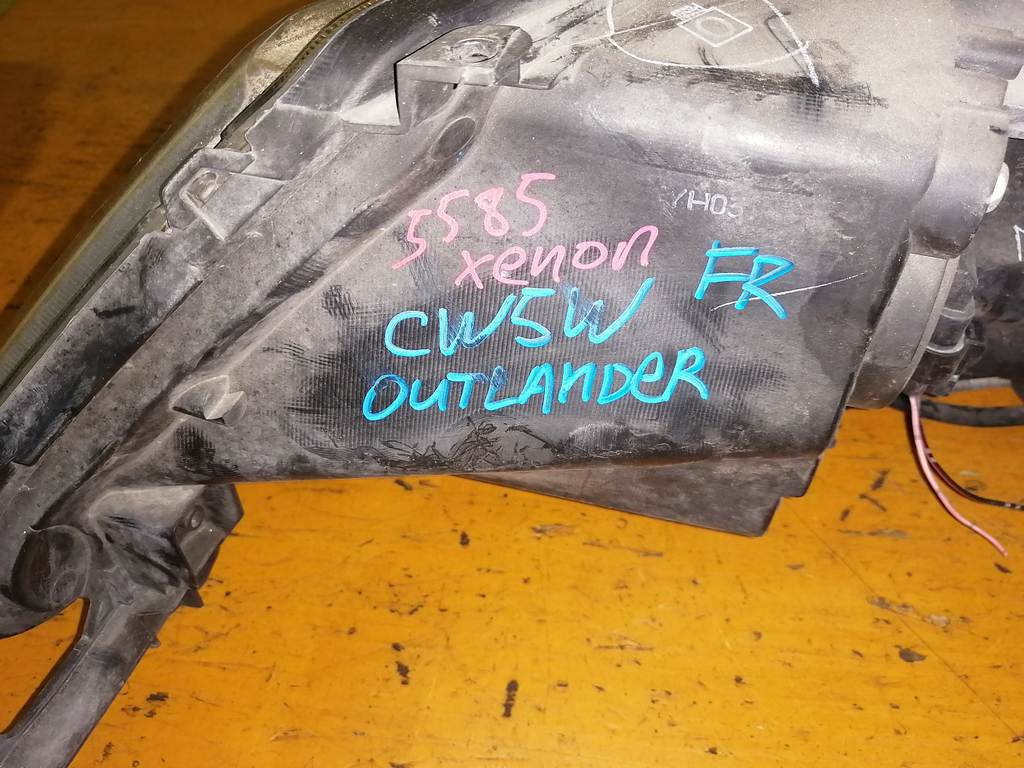 5585
YH03
xenon
FR
CW5W
OUTLANDER